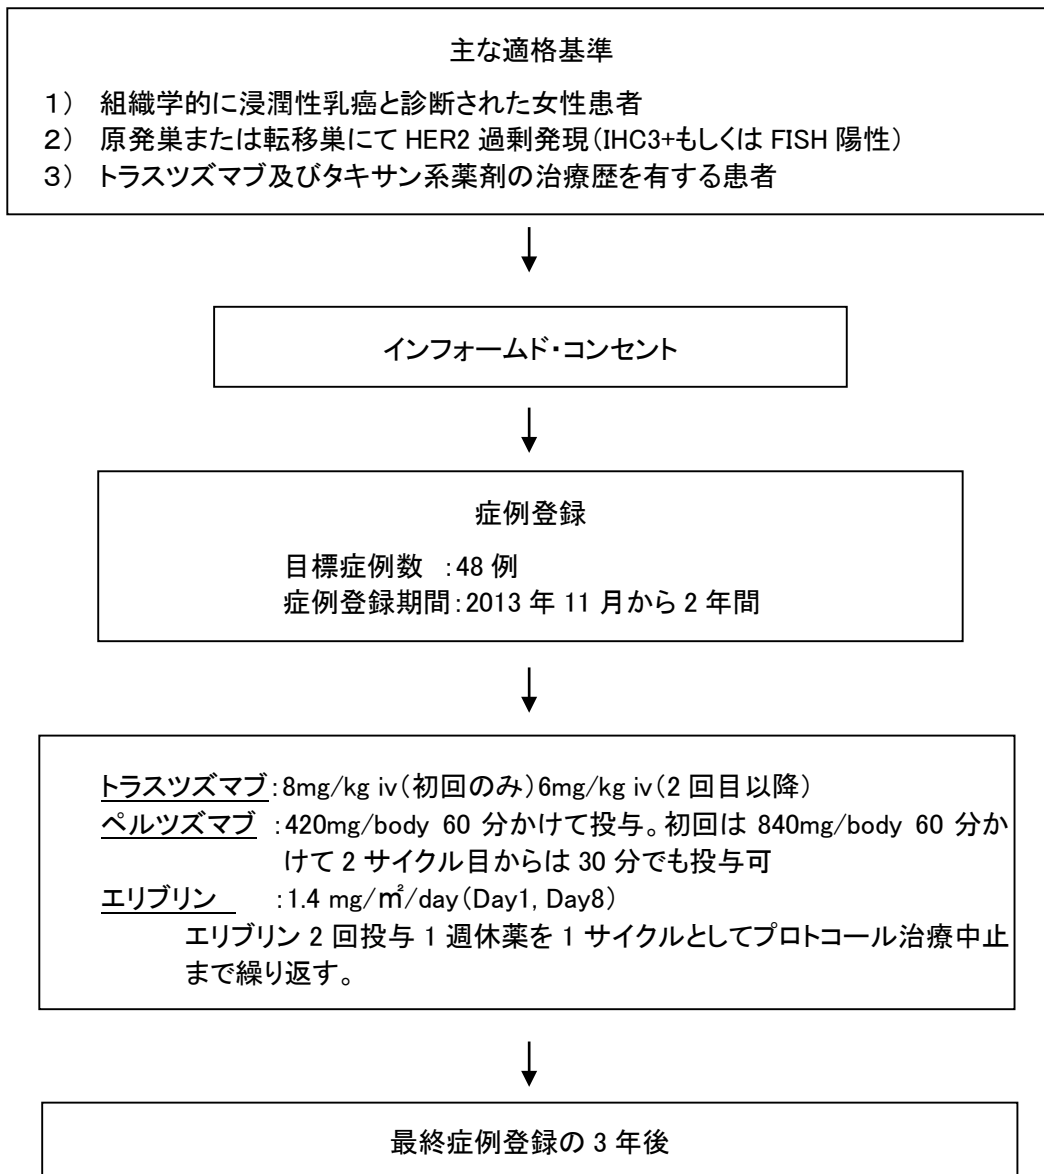 主な適格基準
1) 組織学的に浸潤性乳癌と診断された女性患者
2) 原発巣または転移巣にて HER2 過剰発現(IHC3+もしくは FISH 陽性)
3) トラスツズマブ及びタキサン系薬剤の治療歴を有する患者
インフォームド・コンセント
症例登録
目標症例数 :48 例
症例登録期間:2013 年 11 月から 2 年間
トラスツズマブ:8mg/kg iv(初回のみ)6mg/kg iv(2 回目以降)
ペルツズマブ :420mg/body 60 分かけて投与。初回は 840mg/body 60 分か
けて 2 サイクル目からは 30 分でも投与可
エリブリン :1.4 mg/㎡/day(Day1, Day8)
エリブリン 2 回投与 1 週休薬を 1 サイクルとしてプロトコール治療中止
まで繰り返す。
最終症例登録の 3 年後